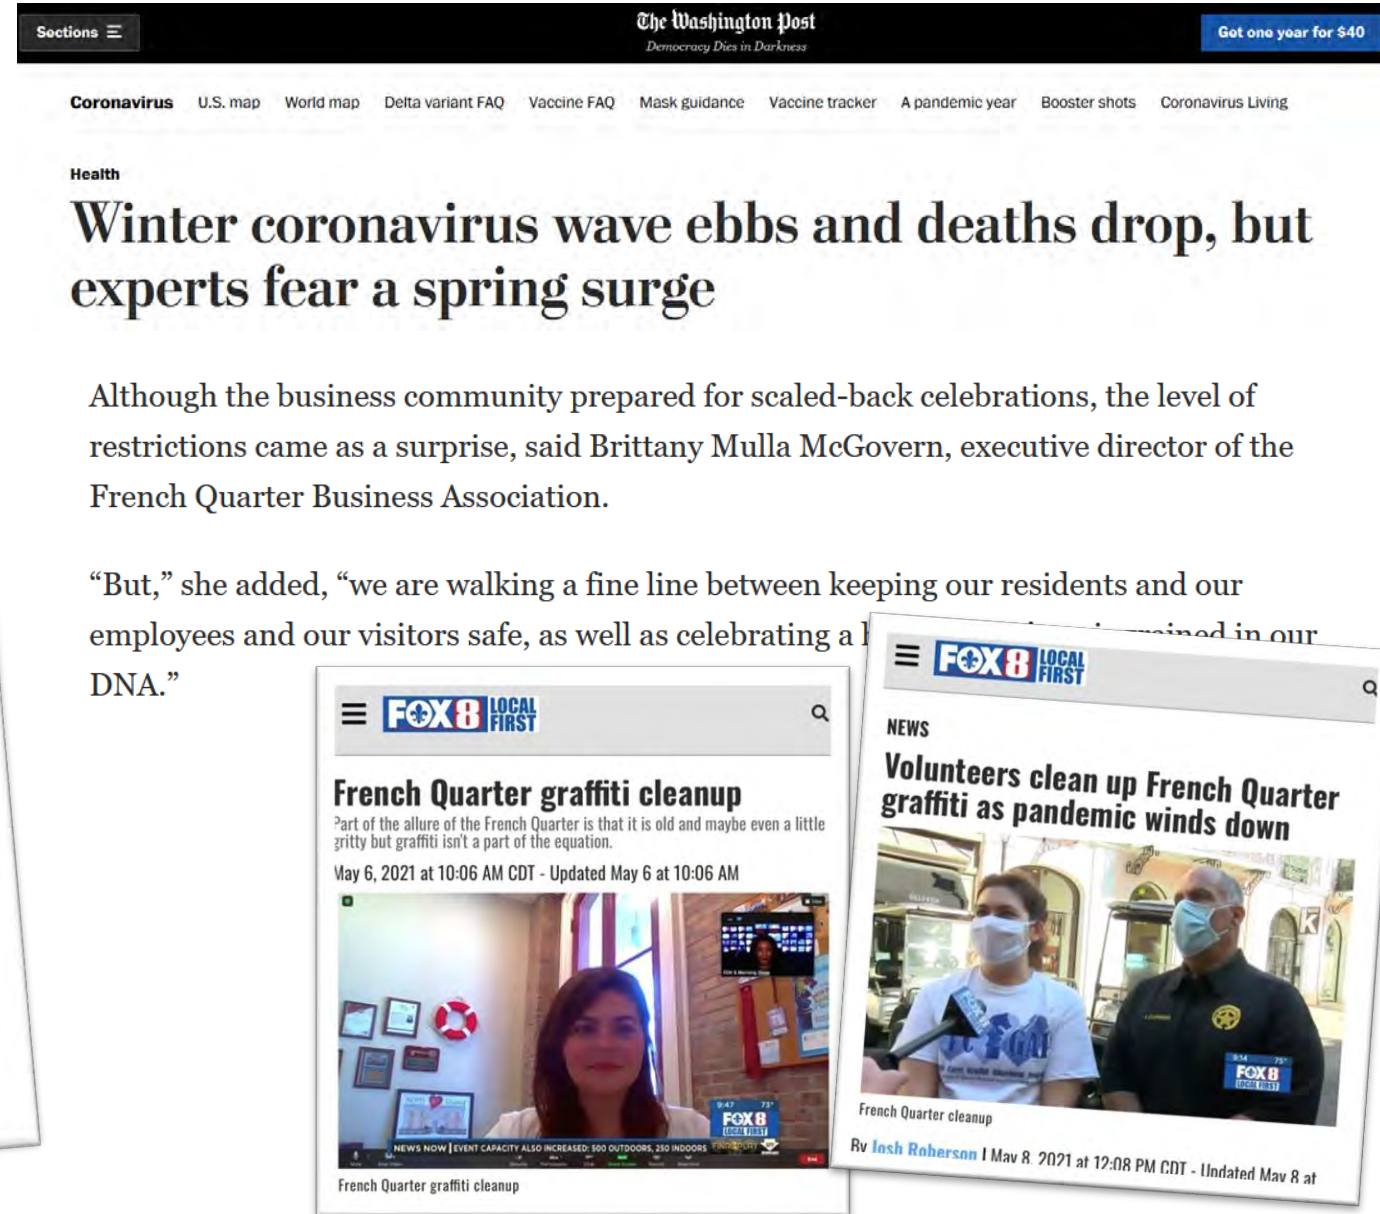 Sections
The Washington Post
Democracy Dies in Darkness
Get one year for $40
Coronavirus U.S. map World map Delta variant FAQ Vaccine FAQ Mask guidance Vaccine tracker A pandemic year Booster shots Coronavirus Living
Health
Winter coronavirus wave ebbs and deaths drop, but
experts fear a spring surge
Although the business community prepared for scaled-back celebrations, the level of
restrictions came as a surprise, said Brittany Mulla McGovern, executive director of the
French Quarter Business Association.
“But,” she added, “we are walking a fine line between keeping our residents and our
employees and our visitors safe, as well as celebrating a in our
DNA.”
FOX 8 LOCAL FIRST
French Quarter graffiti cleanup
Part of the allure of the French Quarter is that it is old and maybe even a little
gritty but graffiti isn't a part of the equation.
May 6, 2021 at 10:06 AM CDT - Updated May 6 at 10:06 AM
9:47 73°
FOX 8
LOCAL FIRST
NEWS NOW | EVENT CAPACITY ALSO INCREASED: 500 OUTDOORS, 250 INDOORS
French Quarter graffiti cleanup
FOX 8 LOCAL FIRST
NEWS
Volunteers clean up French Quarter
graffiti as pandemic winds down
K
9:14 75°
FOX 8
LOCAL FIRST
French Quarter cleanup
By Josh Roberson | May 8, 2021 at 12:08 PM CDT - Updated May 8 at